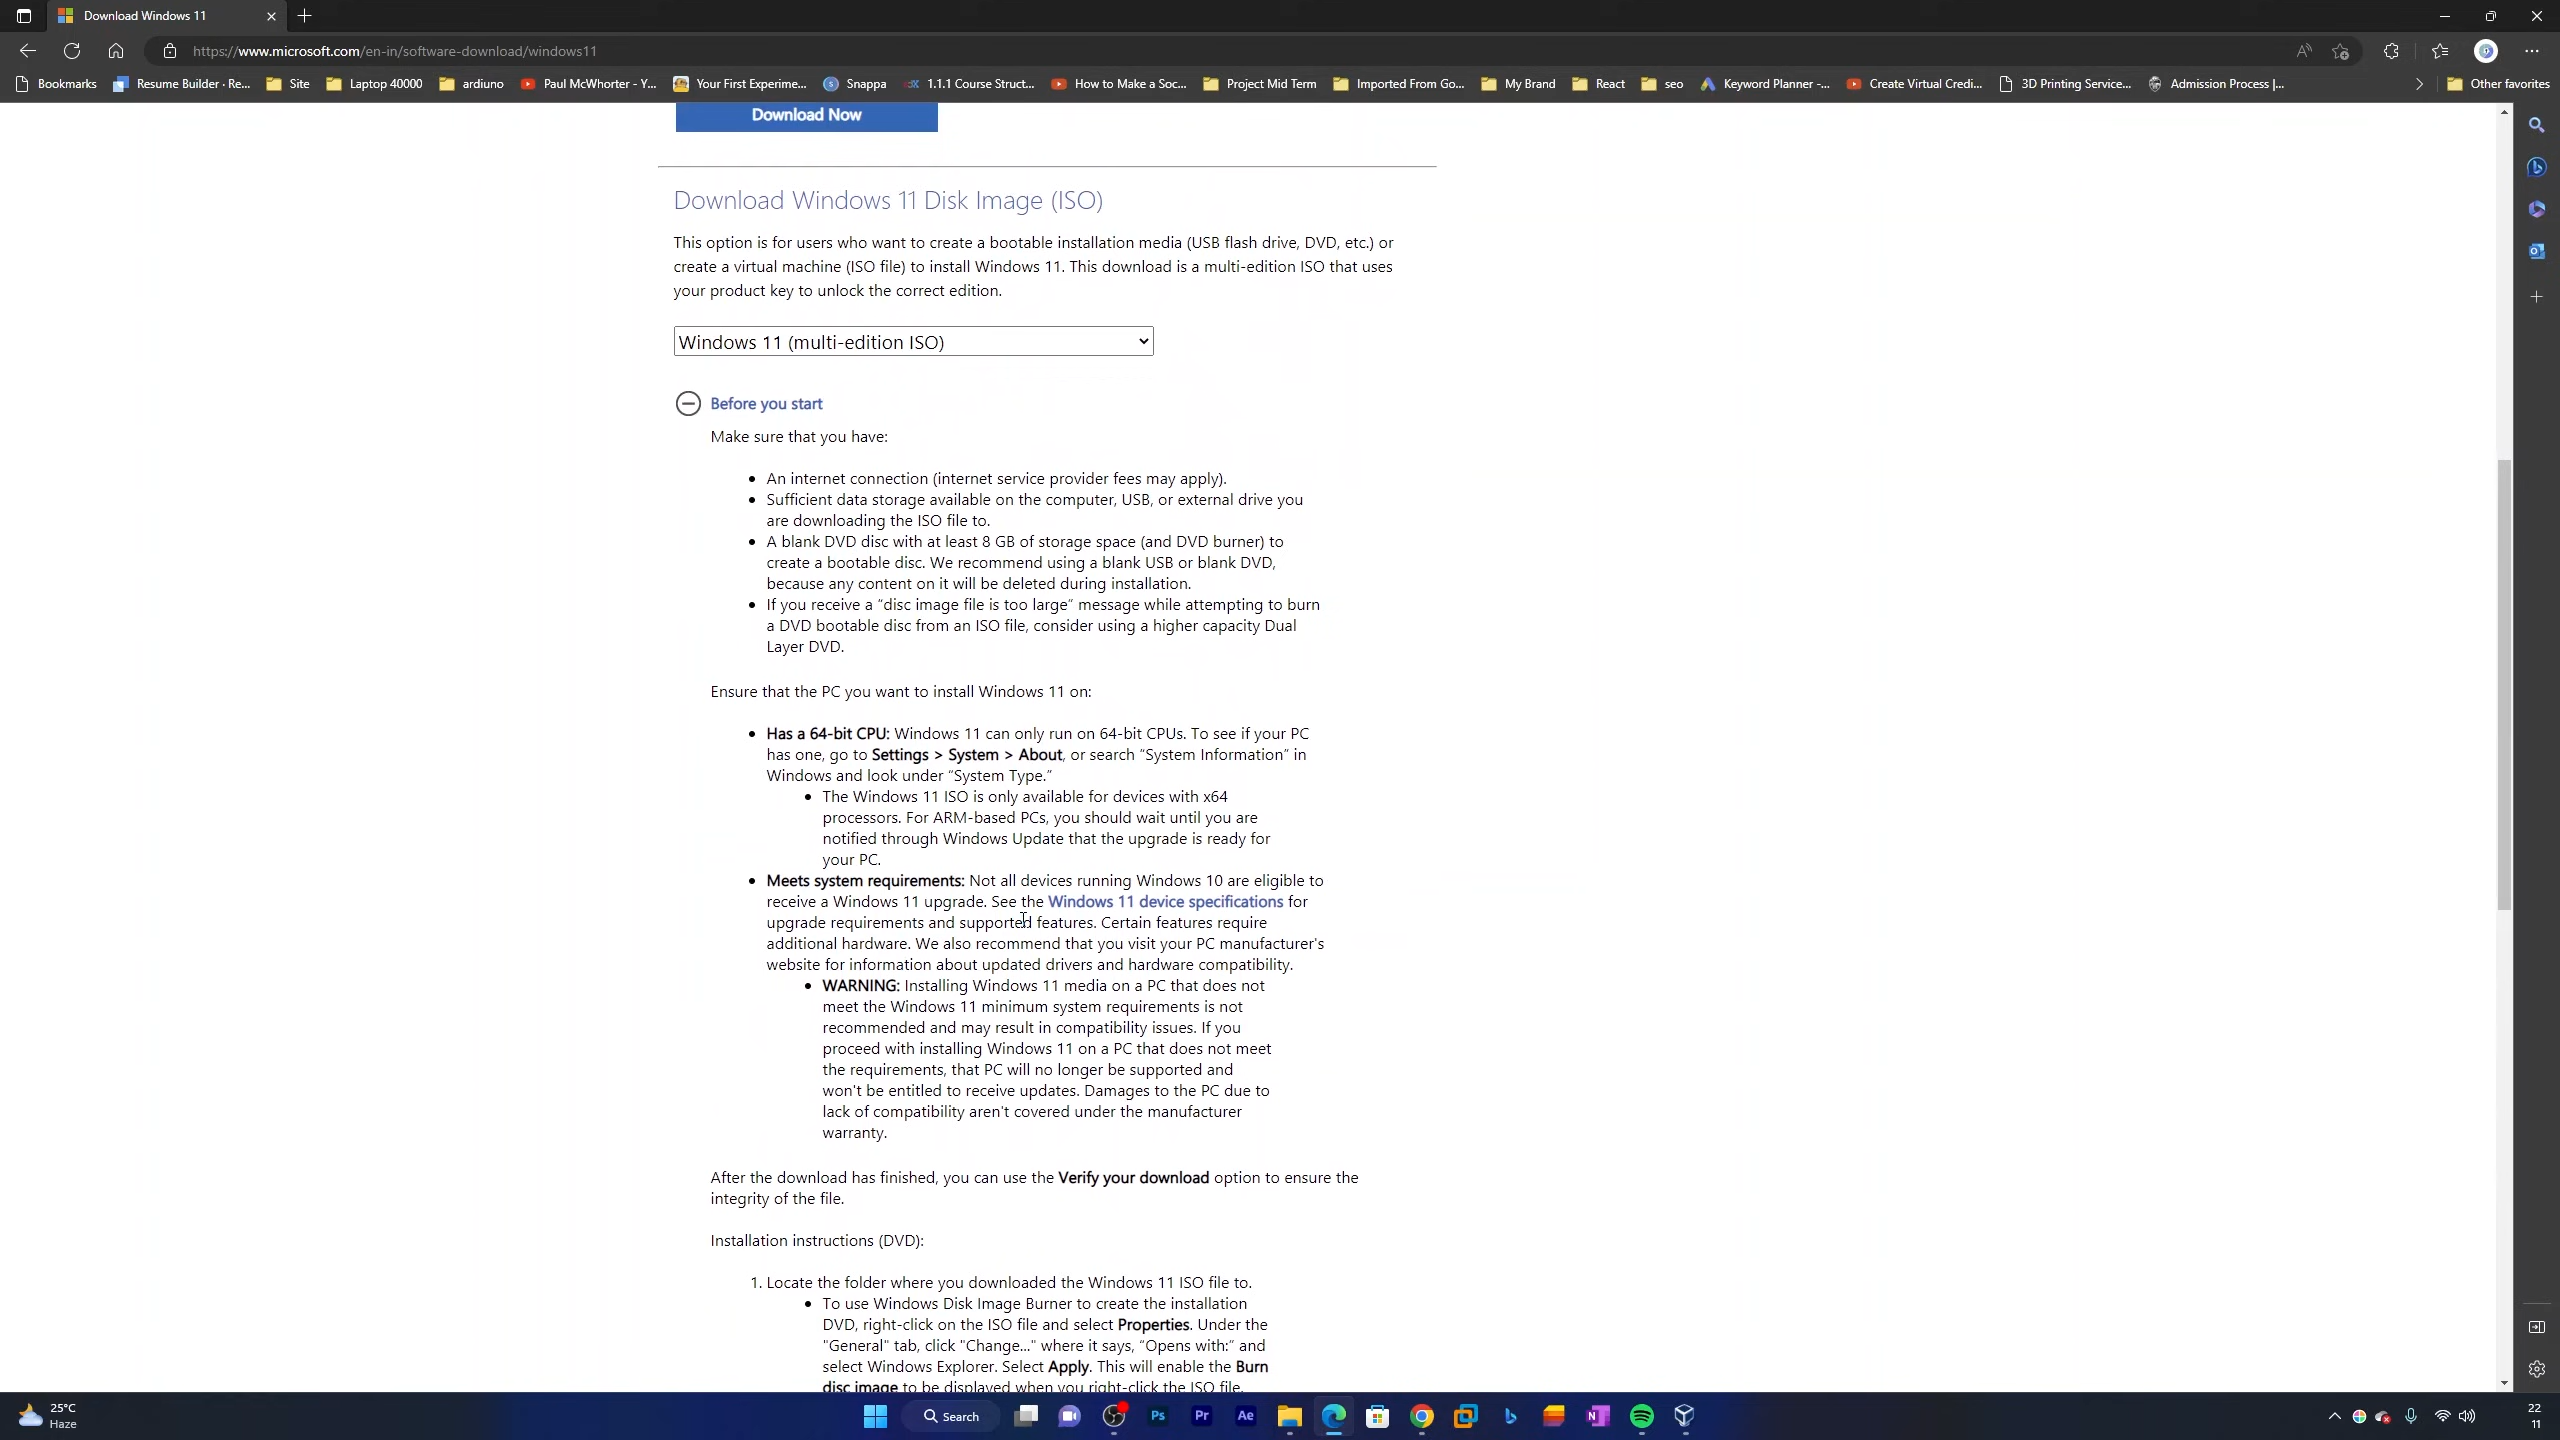 Download Windows 11
https://www.microsoft.com/en-in/software-download/windows11
Bookmarks Resume Builder · Re... Site Laptop 40000 ardiuno Paul McWhorter - Y... Your First Experime... Snappa 1.1.1 Course Struct... How to Make a Soc... Project Mid Term Imported From Go... My Brand React seo Keyword Planner -... Create Virtual Credi... 3D Printing Service... Admission Process |... Other favorites
Download Now
Download Windows 11 Disk Image (ISO)
This option is for users who want to create a bootable installation media (USB flash drive, DVD, etc.) or
create a virtual machine (ISO file) to install Windows 11. This download is a multi-edition ISO that uses
your product key to unlock the correct edition.
Windows 11 (multi-edition ISO)
Before you start
Make sure that you have:
• An internet connection (internet service provider fees may apply).
• Sufficient data storage available on the computer, USB, or external drive you
are downloading the ISO file to.
• A blank DVD disc with at least 8 GB of storage space (and DVD burner) to
create a bootable disc. We recommend using a blank USB or blank DVD,
because any content on it will be deleted during installation.
• If you receive a “disc image file is too large” message while attempting to burn
a DVD bootable disc from an ISO file, consider using a higher capacity Dual
Layer DVD.
Ensure that the PC you want to install Windows 11 on:
• Has a 64-bit CPU: Windows 11 can only run on 64-bit CPUs. To see if your PC
has one, go to Settings > System > About, or search “System Information” in
Windows and look under “System Type.”
• The Windows 11 ISO is only available for devices with x64
processors. For ARM-based PCs, you should wait until you are
notified through Windows Update that the upgrade is ready for
your PC.
• Meets system requirements: Not all devices running Windows 10 are eligible to
receive a Windows 11 upgrade. See the Windows 11 device specifications for
upgrade requirements and supported features. Certain features require
additional hardware. We also recommend that you visit your PC manufacturer's
website for information about updated drivers and hardware compatibility.
• WARNING: Installing Windows 11 media on a PC that does not
meet the Windows 11 minimum system requirements is not
recommended and may result in compatibility issues. If you
proceed with installing Windows 11 on a PC that does not meet
the requirements, that PC will no longer be supported and
won't be entitled to receive updates. Damages to the PC due to
lack of compatibility aren't covered under the manufacturer
warranty.
After the download has finished, you can use the Verify your download option to ensure the
integrity of the file.
Installation instructions (DVD):
1. Locate the folder where you downloaded the Windows 11 ISO file to.
• To use Windows Disk Image Burner to create the installation
DVD, right-click on the ISO file and select Properties. Under the
"General" tab, click "Change…" where it says, “Opens with:” and
select Windows Explorer. Select Apply. This will enable the Burn
disc image to be displayed when you right-click the ISO file.
25°C
Haze
Search
Ps Pr Ae
22
11